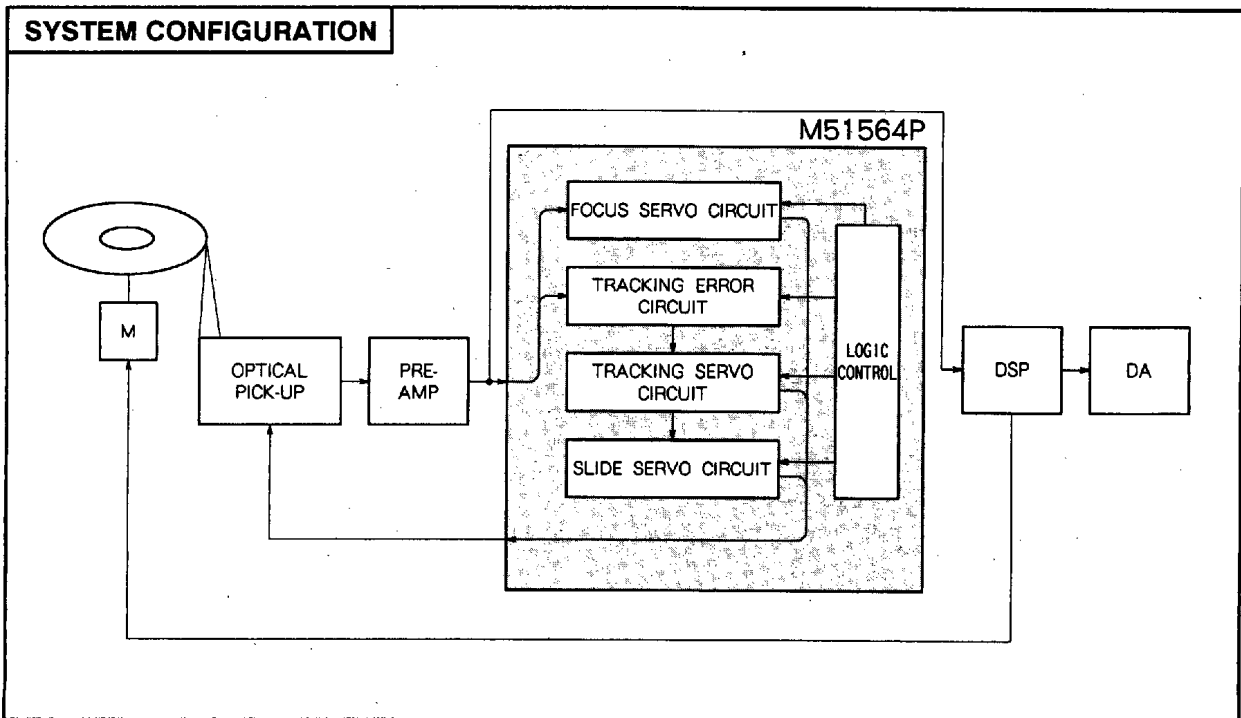 SYSTEM CONFIGURATION
M51564P
FOCUS SERVO CIRCUIT
TRACKING ERROR
CIRCUIT
TRACKING SERVO
CIRCUIT
SLIDE SERVO CIRCUIT
LOGIC
CONTROL
M
OPTICAL
PICK-UP
PRE-
AMP
DSP
DA